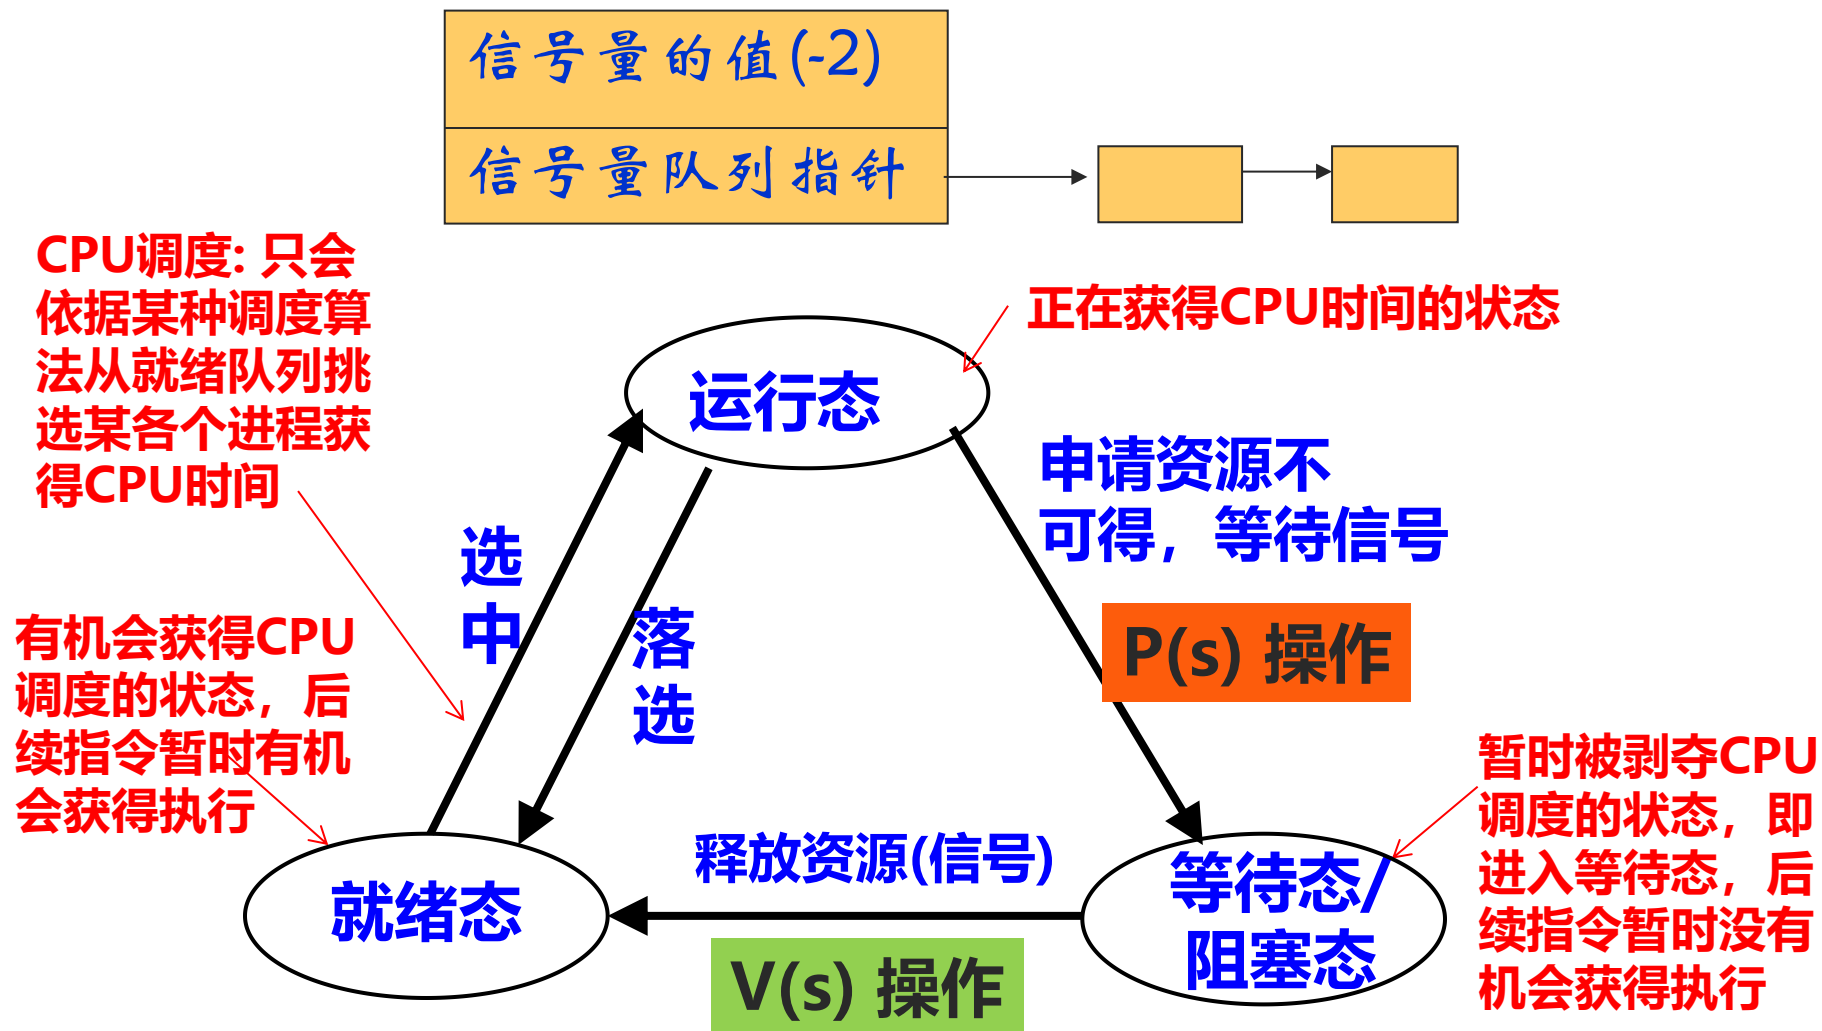 信号量的值(-2)
信号量队列指针
CPU调度: 只会
依据某种调度算
法从就绪队列挑
选某各个进程获
得CPU时间
正在获得CPU时间的状态
运行态
申请资源不
可得，等待信号
选
中
落
选
P(s) 操作
有机会获得CPU
调度的状态，后
续指令暂时有机
会获得执行
暂时被剥夺CPU
调度的状态，即
进入等待态，后
续指令暂时没有
机会获得执行
释放资源(信号)
就绪态
等待态/
阻塞态
V(s) 操作